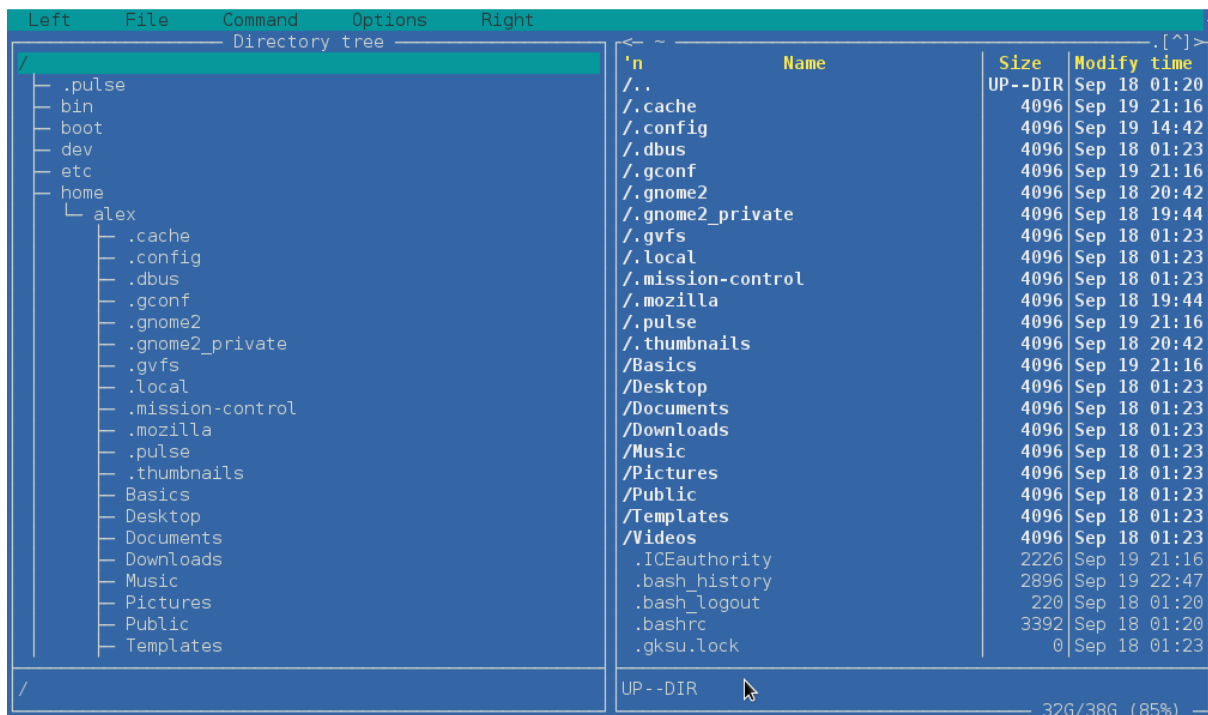 Left File Command Options Right
Directory tree
/
.pulse
bin
boot
dev
etc
home
alex
.cache
.config
.dbus
.gconf
.gnome2
.gnome2_private
.gvfs
.local
.mission-control
.mozilla
.pulse
.thumbnails
Basics
Desktop
Documents
Downloads
Music
Pictures
Public
Templates
/
<— ~ .[^]>
'n Name Size Modify time
/.. UP--DIR Sep 18 01:20
/.cache 4096 Sep 19 21:16
/.config 4096 Sep 19 14:42
/.dbus 4096 Sep 18 01:23
/.gconf 4096 Sep 19 21:16
/.gnome2 4096 Sep 18 20:42
/.gnome2_private 4096 Sep 18 19:44
/.gvfs 4096 Sep 18 01:23
/.local 4096 Sep 18 01:23
/.mission-control 4096 Sep 18 01:23
/.mozilla 4096 Sep 18 19:44
/.pulse 4096 Sep 19 21:16
/.thumbnails 4096 Sep 18 20:42
/Basics 4096 Sep 19 21:16
/Desktop 4096 Sep 18 01:23
/Documents 4096 Sep 18 01:23
/Downloads 4096 Sep 18 01:23
/Music 4096 Sep 18 01:23
/Pictures 4096 Sep 18 01:23
/Public 4096 Sep 18 01:23
/Templates 4096 Sep 18 01:23
/Videos 4096 Sep 18 01:23
.ICEauthority 2226 Sep 19 21:16
.bash_history 2896 Sep 19 22:47
.bash_logout 220 Sep 18 01:20
.bashrc 3392 Sep 18 01:20
.gksu.lock 0 Sep 18 01:23
UP--DIR
32G/38G (85%)